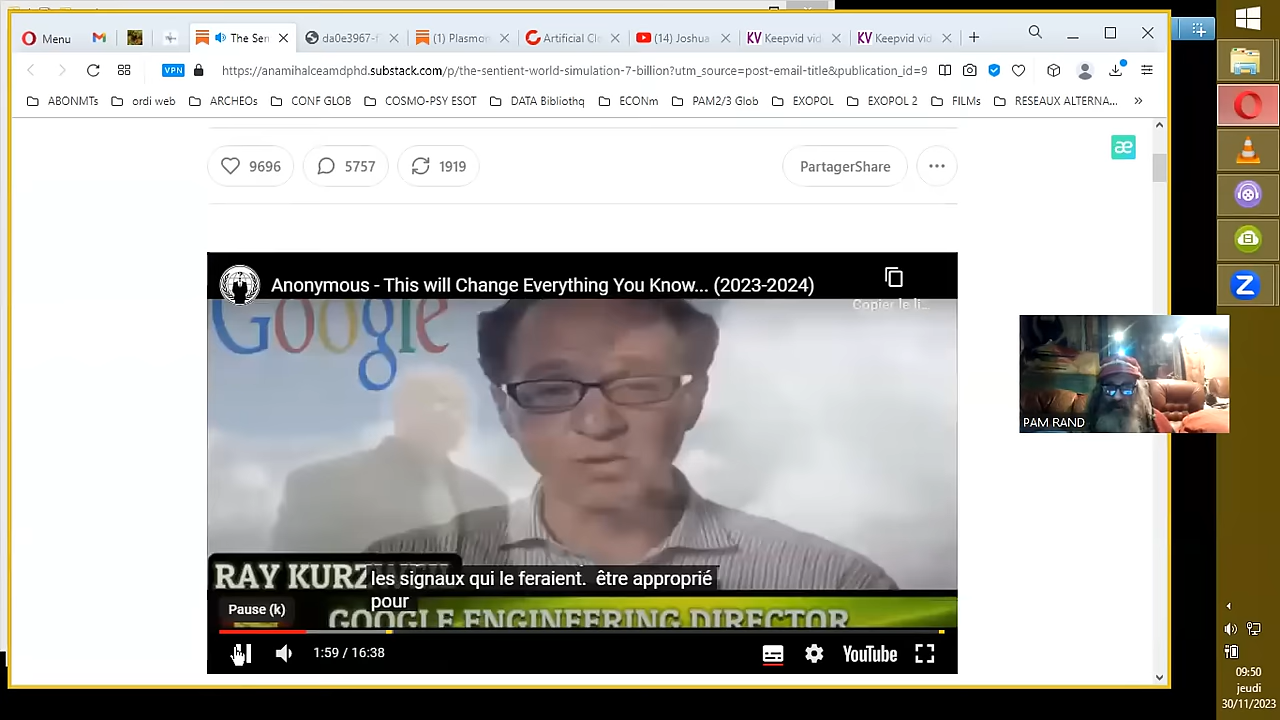 Menu
The Sen
da0e3967-f
(1) Plasmo
Artificial Cle
(14) Joshua
KV Keepvid vid
KV Keepvid vid
VPN
https://anamihalceamdphd.substack.com/p/the-sentient-world-simulation-7-billion?utm_source=post-email-title&publication_id=9
ABONMTs
ordi web
ARCHEOs
CONF GLOB
COSMO-PSY ESOT
DATA Bibliothq
ECONm
PAM2/3 Glob
EXOPOL
EXOPOL 2
FILMs
RESEAUX ALTERNA...
»
æ
9696
5757
1919
PartagerShare
Anonymous - This will Change Everything You Know... (2023-2024)
Copier le li...
Google
RAY KURZ
les signaux qui le feraient. être approprié
pour
Pause (k)
GOOGLE ENGINEERING DIRECTOR
1:59 / 16:38
YouTube
PAM RAND
09:50
jeudi
30/11/2023